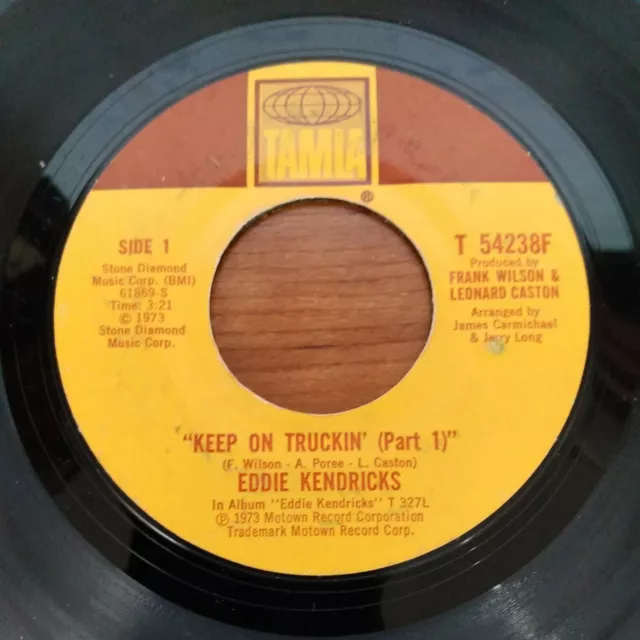 TAMLA
®
SIDE 1
Stone Diamond
Music Corp. (BMI)
61869-S
Time: 3:21
© 1973
Stone Diamond
Music Corp.
T 54238F
Produced by
FRANK WILSON &
LEONARD CASTON
Arranged by
James Carmichael
& Jerry Long
"KEEP ON TRUCKIN' (Part 1)"
(F. Wilson - A. Poree - L. Caston)
EDDIE KENDRICKS
In Album "Eddie Kendricks" T 327L
℗ 1973 Motown Record Corporation
Trademark Motown Record Corp.